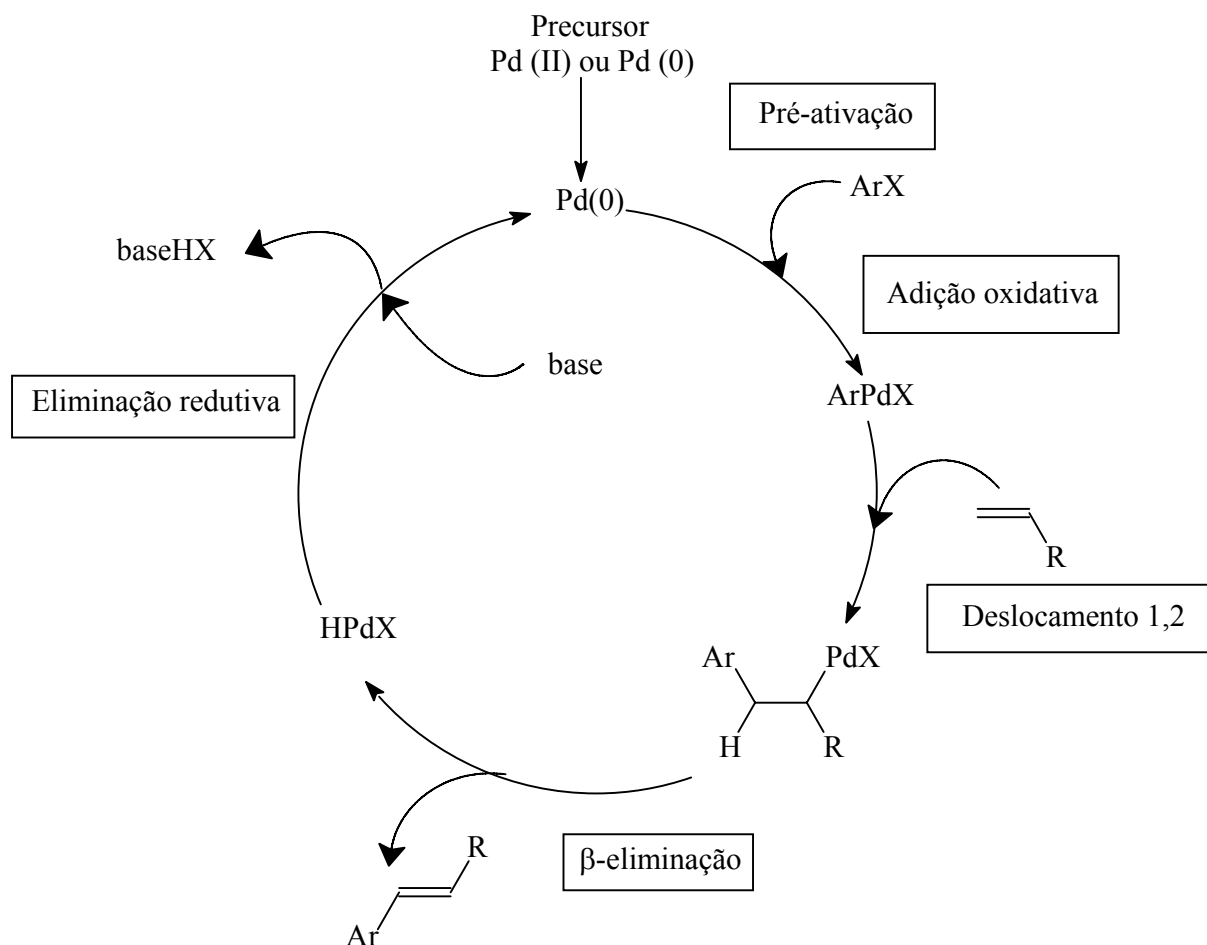 Precursor
Pd (II) ou Pd (0)
Pré-ativação
Pd(0)
ArX
baseHX
Adição oxidativa
base
ArPdX
Eliminação redutiva
R
Deslocamento 1,2
HPdX
Ar
PdX
H
R
β-eliminação
R
Ar